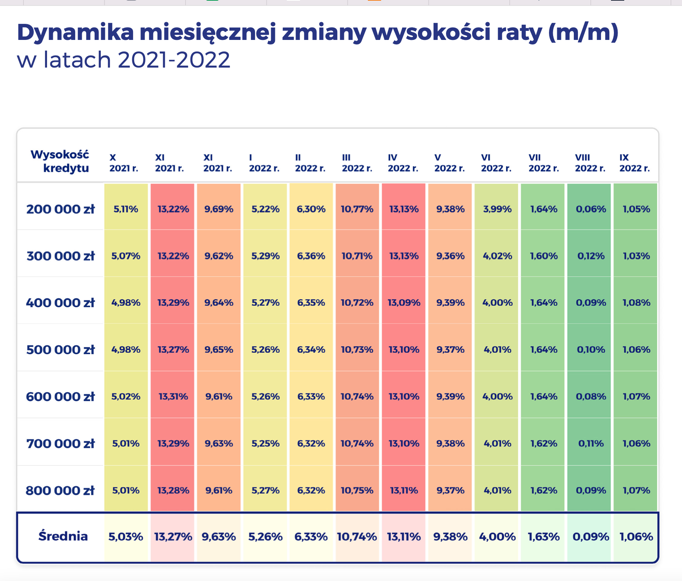 Dynamika miesięcznej zmiany wysokości raty (m/m)
w latach 2021-2022
Wysokość kredytu X 2021 r. XI 2021 r. XI 2021 r. I 2022 r. II 2022 r. III 2022 r. IV 2022 r. V 2022 r. VI 2022 r. VII 2022 r. VIII 2022 r. IX 2022 r.
200 000 zł 5,11% 13,22% 9,69% 5,22% 6,30% 10,77% 13,13% 9,38% 3,99% 1,64% 0,06% 1,05%
300 000 zł 5,07% 13,22% 9,62% 5,29% 6,36% 10,71% 13,13% 9,36% 4,02% 1,60% 0,12% 1,03%
400 000 zł 4,98% 13,29% 9,64% 5,27% 6,35% 10,72% 13,09% 9,39% 4,00% 1,64% 0,09% 1,08%
500 000 zł 4,98% 13,27% 9,65% 5,26% 6,34% 10,73% 13,10% 9,37% 4,01% 1,64% 0,10% 1,06%
600 000 zł 5,02% 13,31% 9,61% 5,26% 6,33% 10,74% 13,10% 9,39% 4,00% 1,64% 0,08% 1,07%
700 000 zł 5,01% 13,29% 9,63% 5,25% 6,32% 10,74% 13,10% 9,38% 4,01% 1,62% 0,11% 1,06%
800 000 zł 5,01% 13,28% 9,61% 5,27% 6,32% 10,75% 13,11% 9,37% 4,01% 1,62% 0,09% 1,07%
Średnia 5,03% 13,27% 9,63% 5,26% 6,33% 10,74% 13,11% 9,38% 4,00% 1,63% 0,09% 1,06%